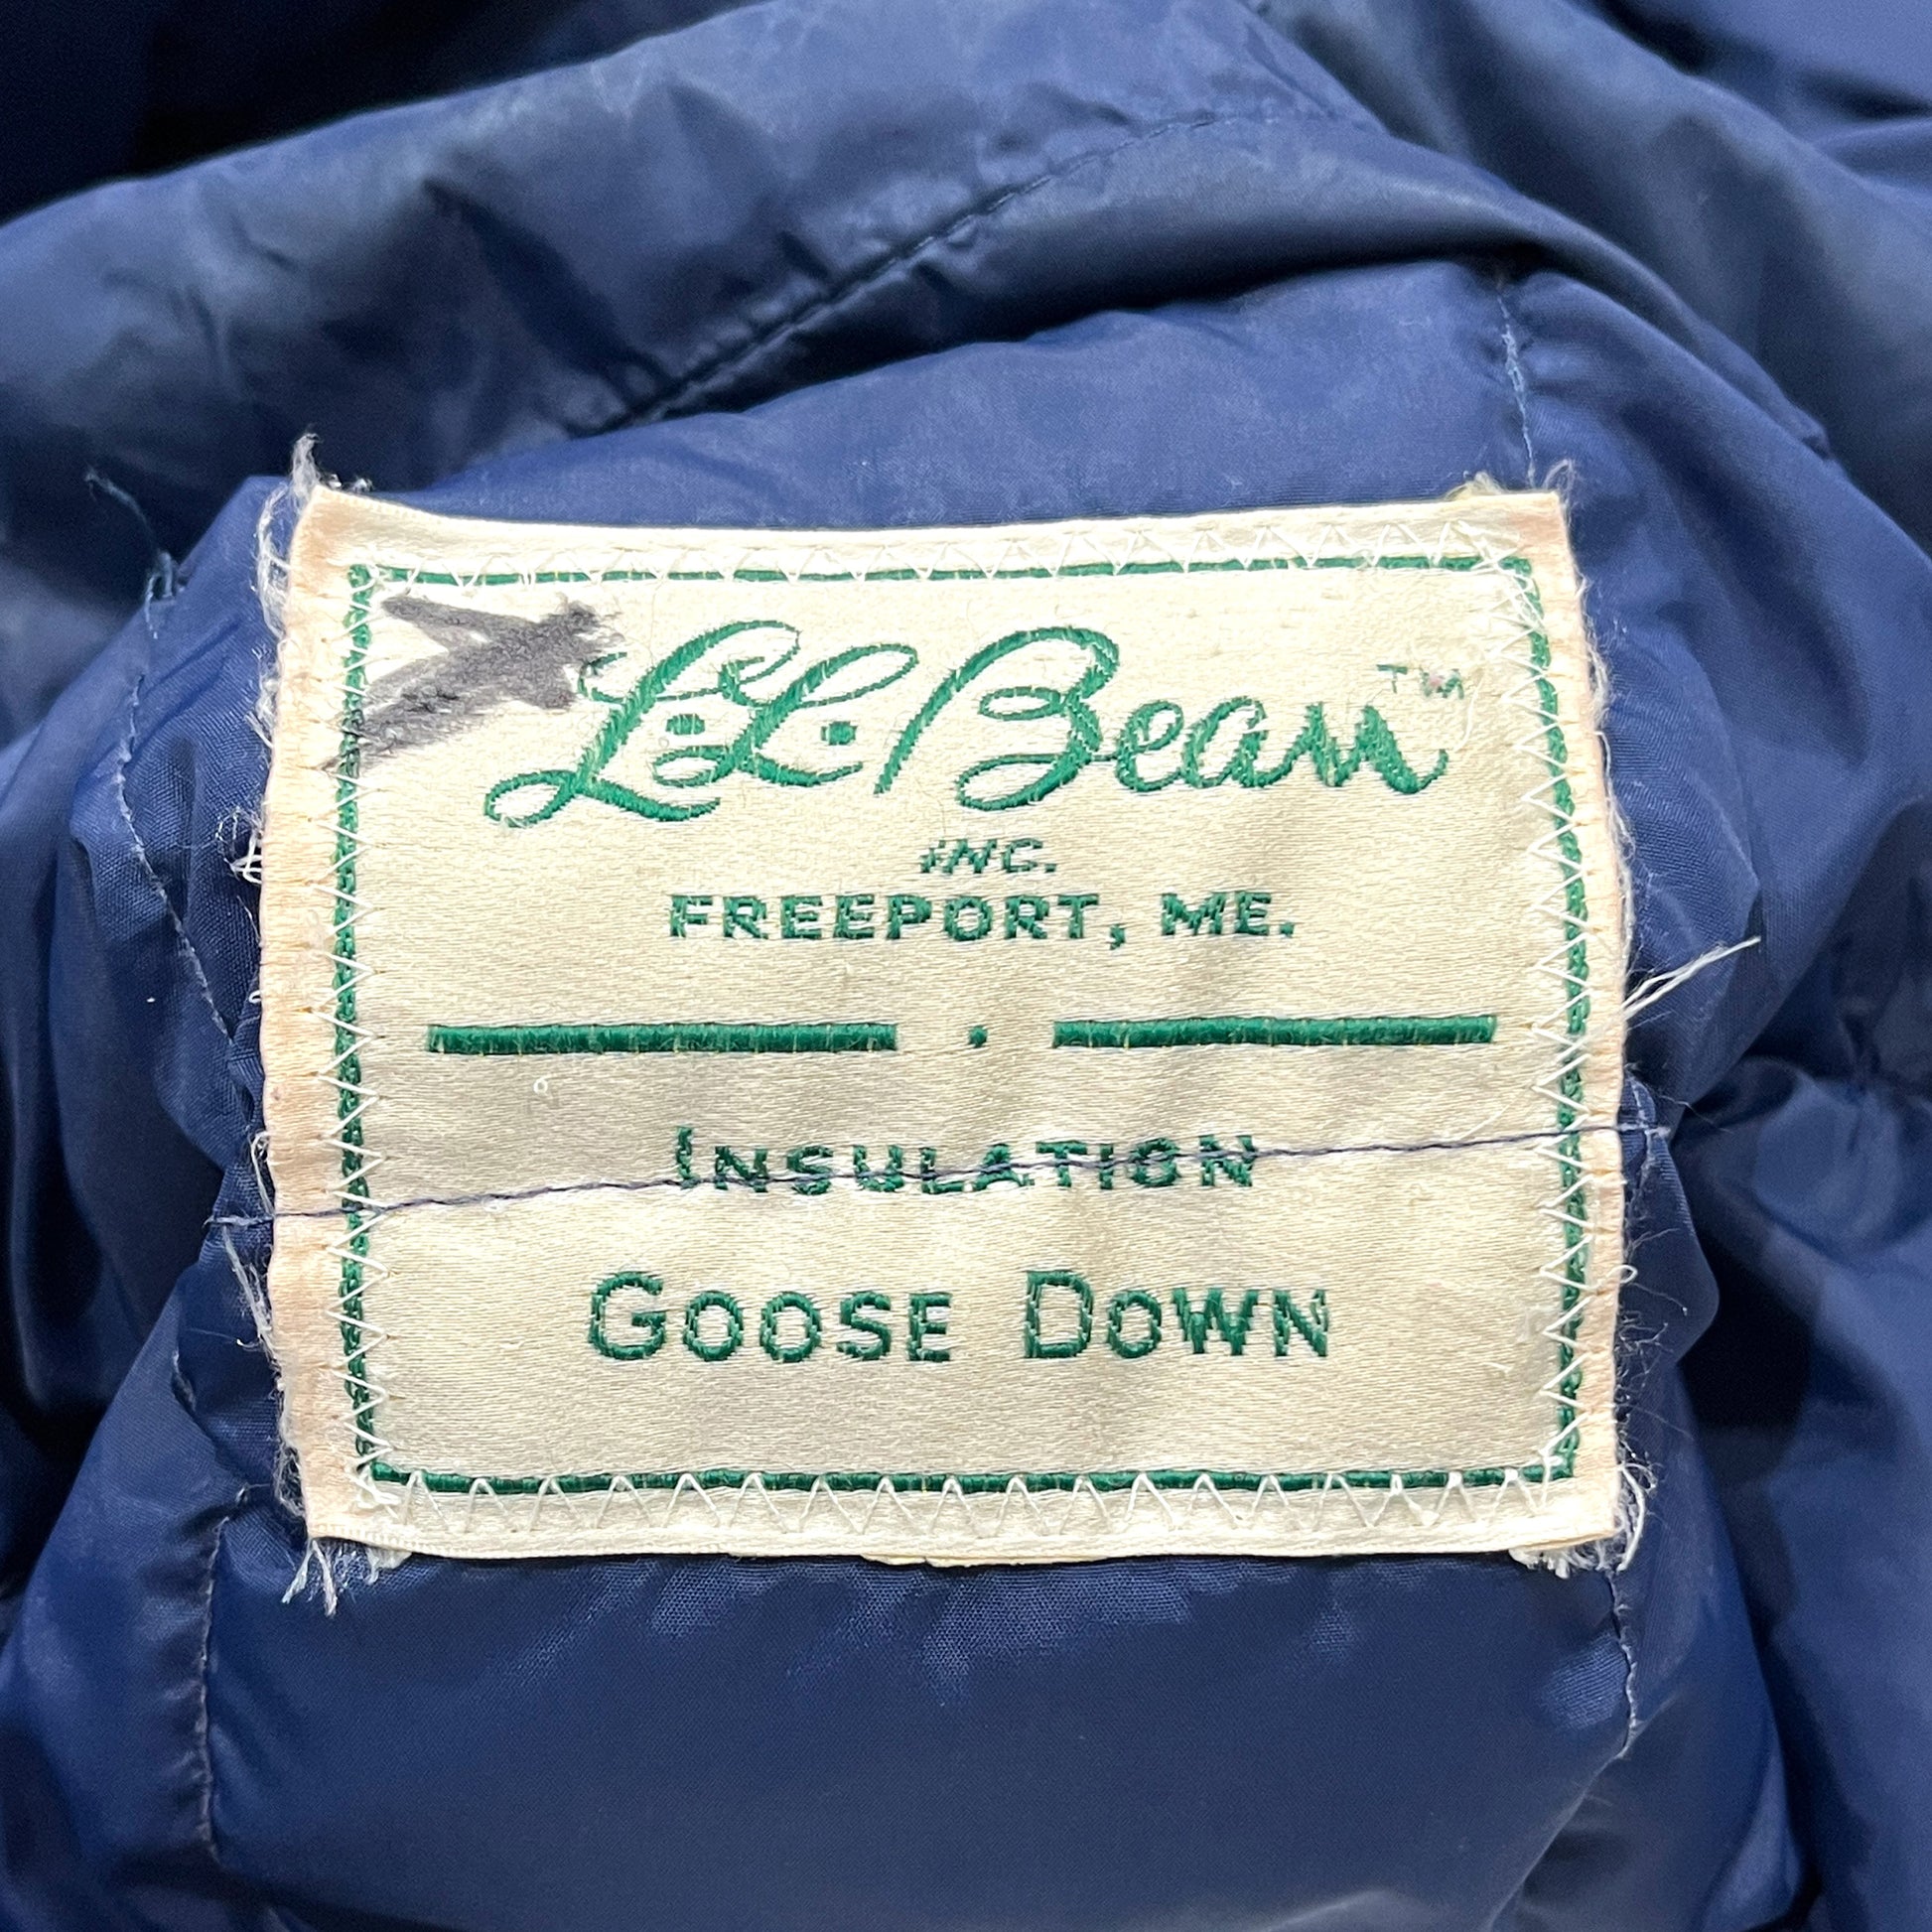 L.L.Bean™
INC.
FREEPORT, ME.
INSULATION
GOOSE DOWN